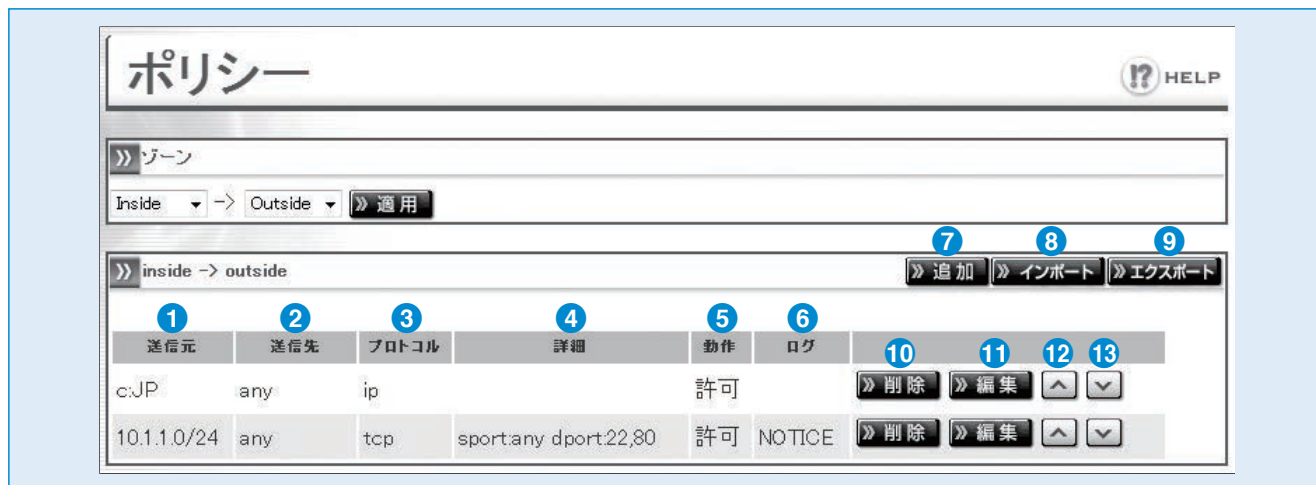 ポリシー
!? HELP
» ゾーン
Inside -> Outside » 適用
7 8 9
» inside -> outside » 追加 » インポート » エクスポート
1 2 3 4 5 6
送信元 送信先 プロトコル 詳細 動作 ログ
10 11 12 13
c:JP any ip 許可 » 削除 » 編集
10.1.1.0/24 any tcp sport:any dport:22,80 許可 NOTICE » 削除 » 編集